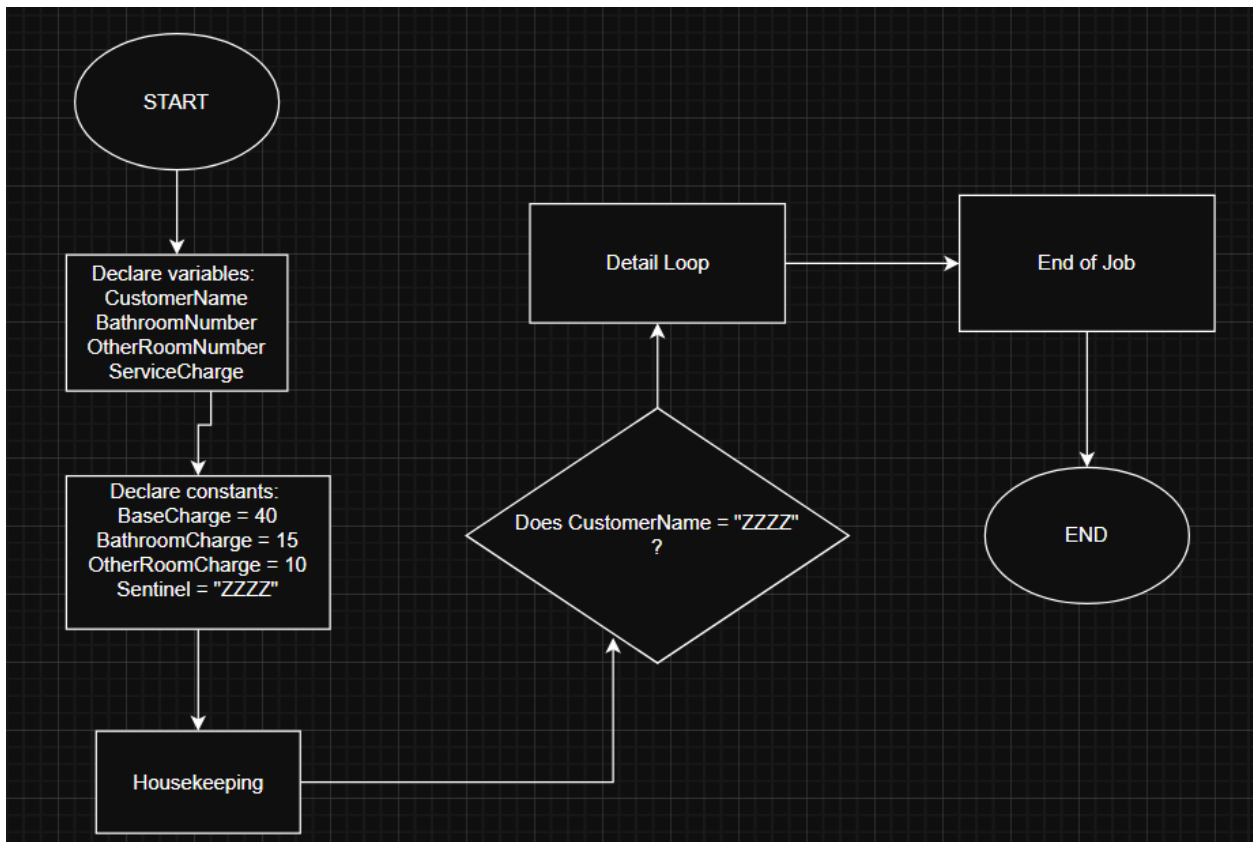 START
Declare variables:
CustomerName
BathroomNumber
OtherRoomNumber
ServiceCharge
Declare constants:
BaseCharge = 40
BathroomCharge = 15
OtherRoomCharge = 10
Sentinel = "ZZZZ"
Housekeeping
Does CustomerName = "ZZZZ"
?
Detail Loop
End of Job
END